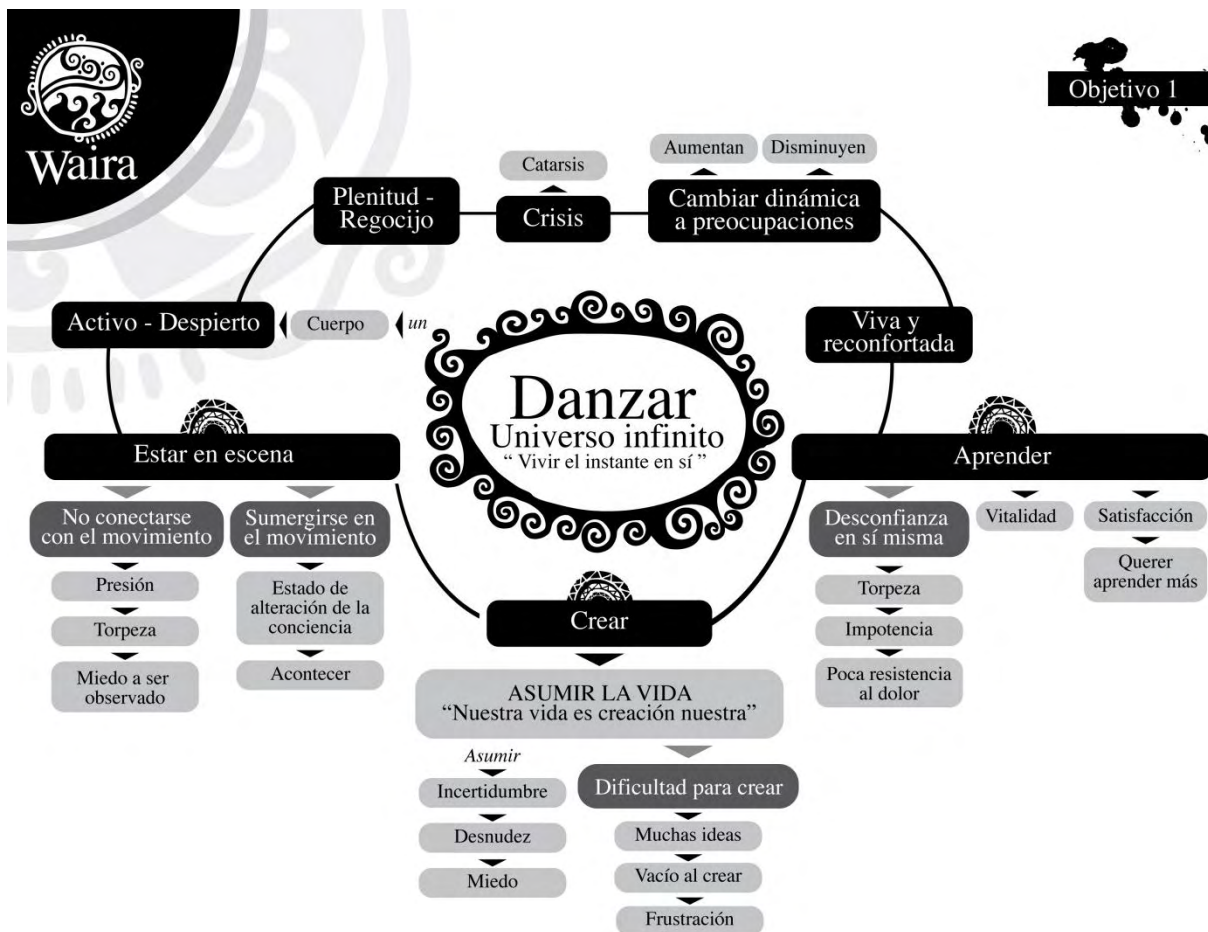 Waira
Objetivo 1
Aumentan
Disminuyen
Catarsis
Plenitud -
Regocijo
Crisis
Cambiar dinámica
a preocupaciones
Activo - Despierto
Cuerpo
un
Viva y
reconfortada
Danzar
Universo infinito
“ Vivir el instante en sí ”
Estar en escena
No conectarse
con el movimiento
Presión
Torpeza
Miedo a ser
observado
Sumergirse en
el movimiento
Estado de
alteración de la
conciencia
Acontecer
Crear
ASUMIR LA VIDA
“Nuestra vida es creación nuestra”
Asumir
Incertidumbre
Desnudez
Miedo
Dificultad para crear
Muchas ideas
Vacío al crear
Frustración
Aprender
Desconfianza
en sí misma
Torpeza
Impotencia
Poca resistencia
al dolor
Vitalidad
Satisfacción
Querer
aprender más